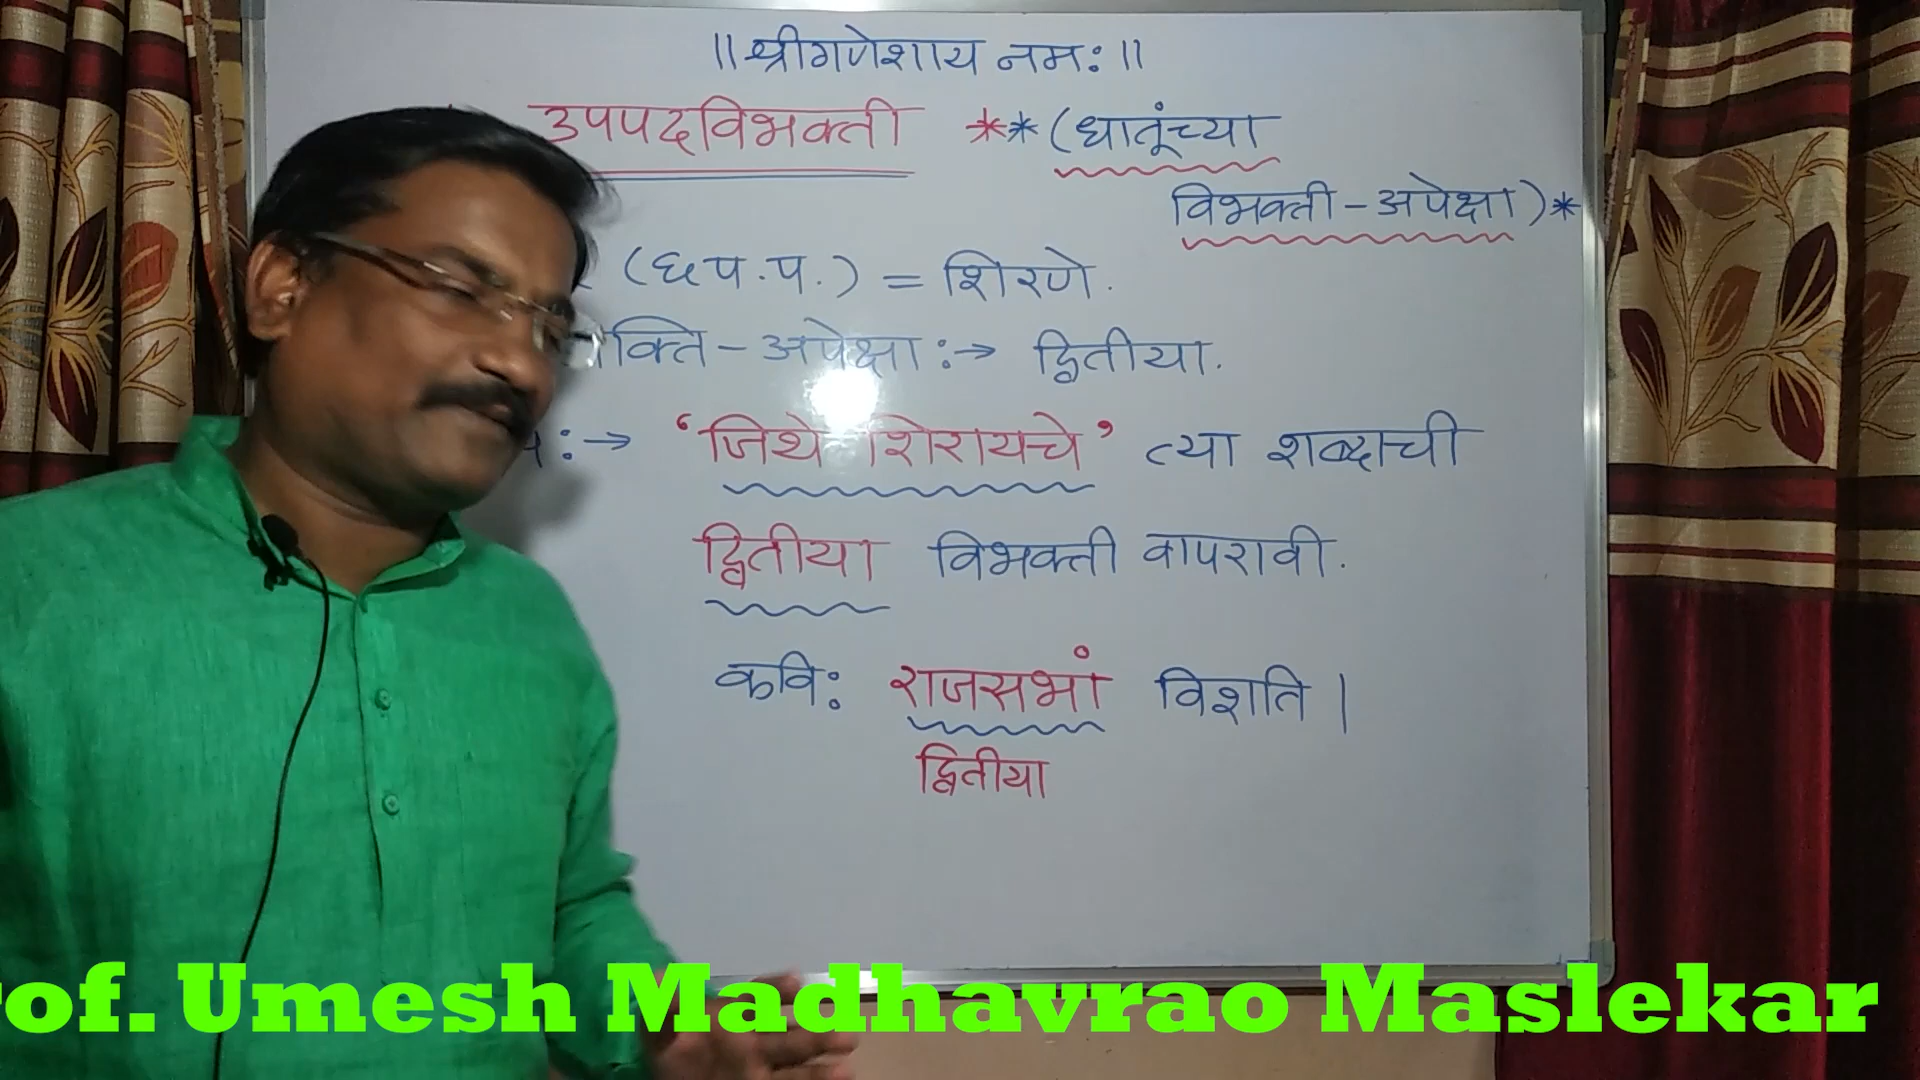 ॥ श्रीगणेशाय नमः ॥
उपपदविभक्ती ** (धातूंच्या
विभक्ती - अपेक्षा) *
(६ प. प.) = शिरणे.
क्ति - अपेक्षा :→ द्वितीया.
:→ 'जिथे शिरायचे' त्या शब्दाची
द्वितीया विभक्ती वापरावी.
कविः राजसभां विशति |
द्वितीया
of. Umesh Madhavrao Maslekar